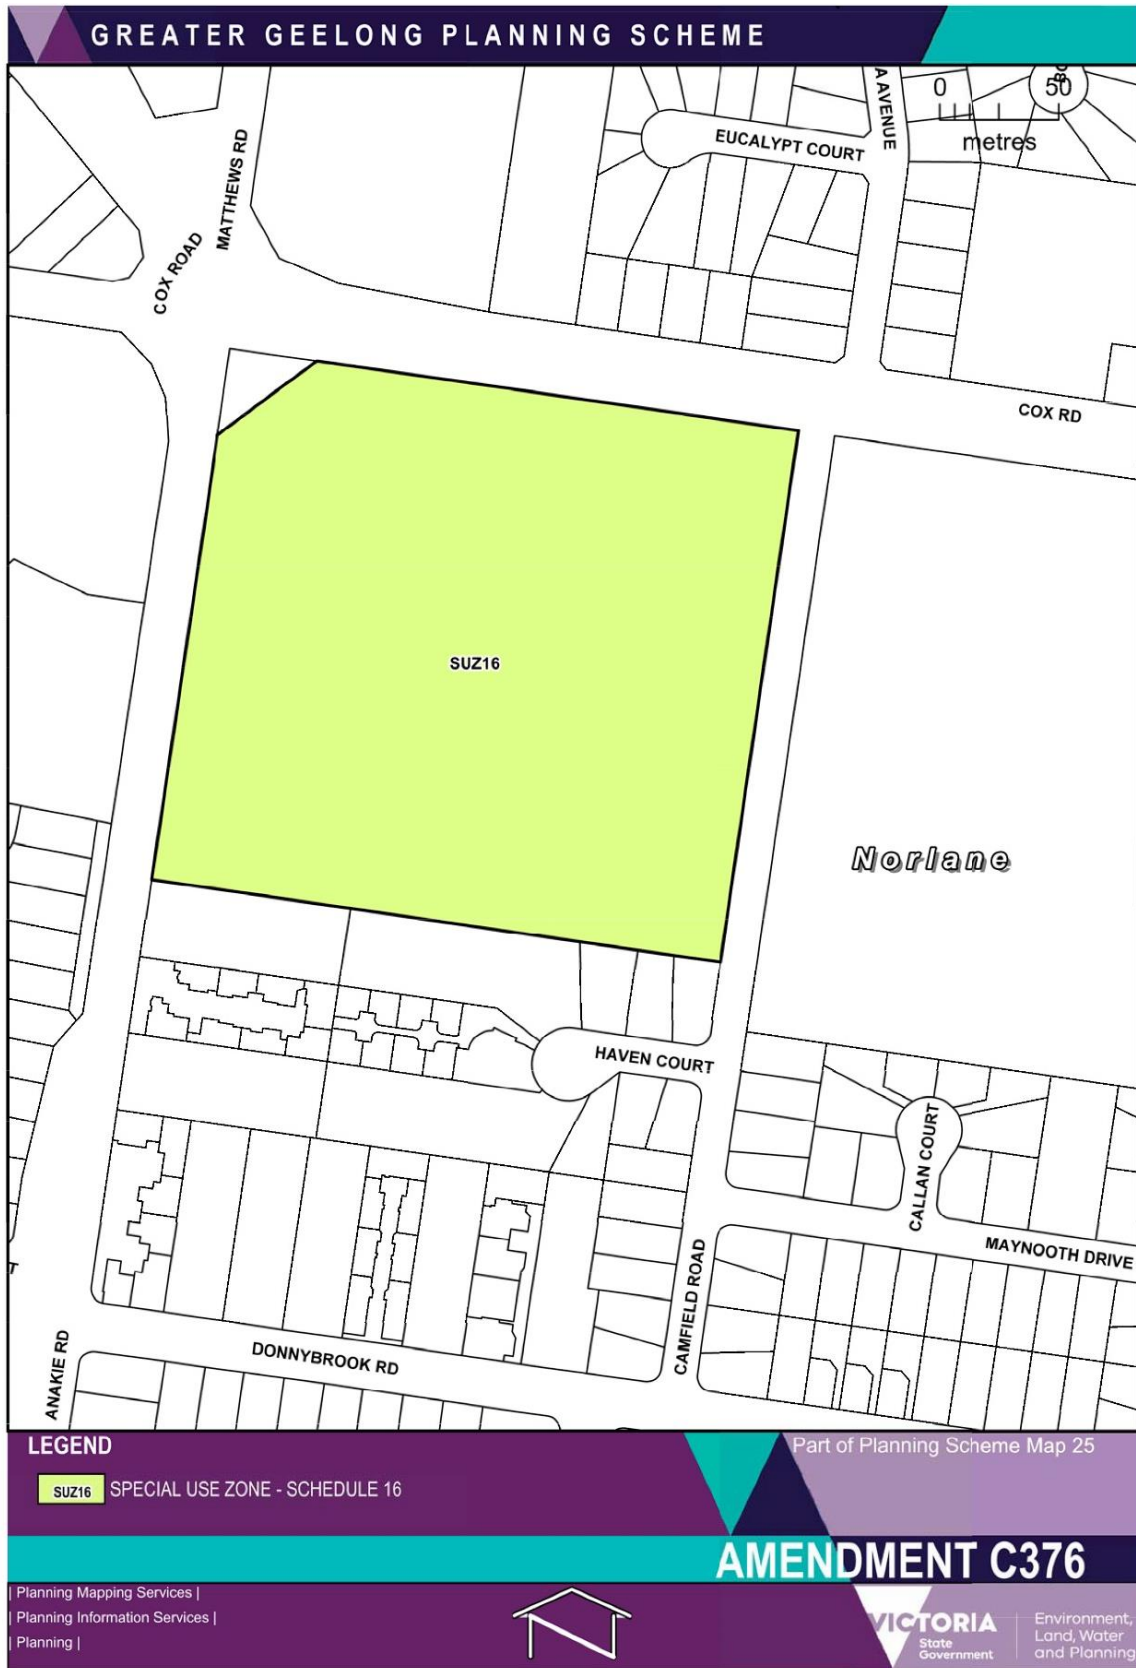 GREATER GEELONG PLANNING SCHEME
0 50
metres
A AVENUE
EUCALYPT COURT
MATTHEWS RD
COX ROAD
COX RD
SUZ16
Norlane
HAVEN COURT
CALLAN COURT
MAYNOOTH DRIVE
CAMFIELD ROAD
DONNYBROOK RD
ANAKIE RD
T
LEGEND
SUZ16 SPECIAL USE ZONE - SCHEDULE 16
Part of Planning Scheme Map 25
AMENDMENT C376
| Planning Mapping Services |
| Planning Information Services |
| Planning |
VICTORIA
State
Government
Environment,
Land, Water
and Planning